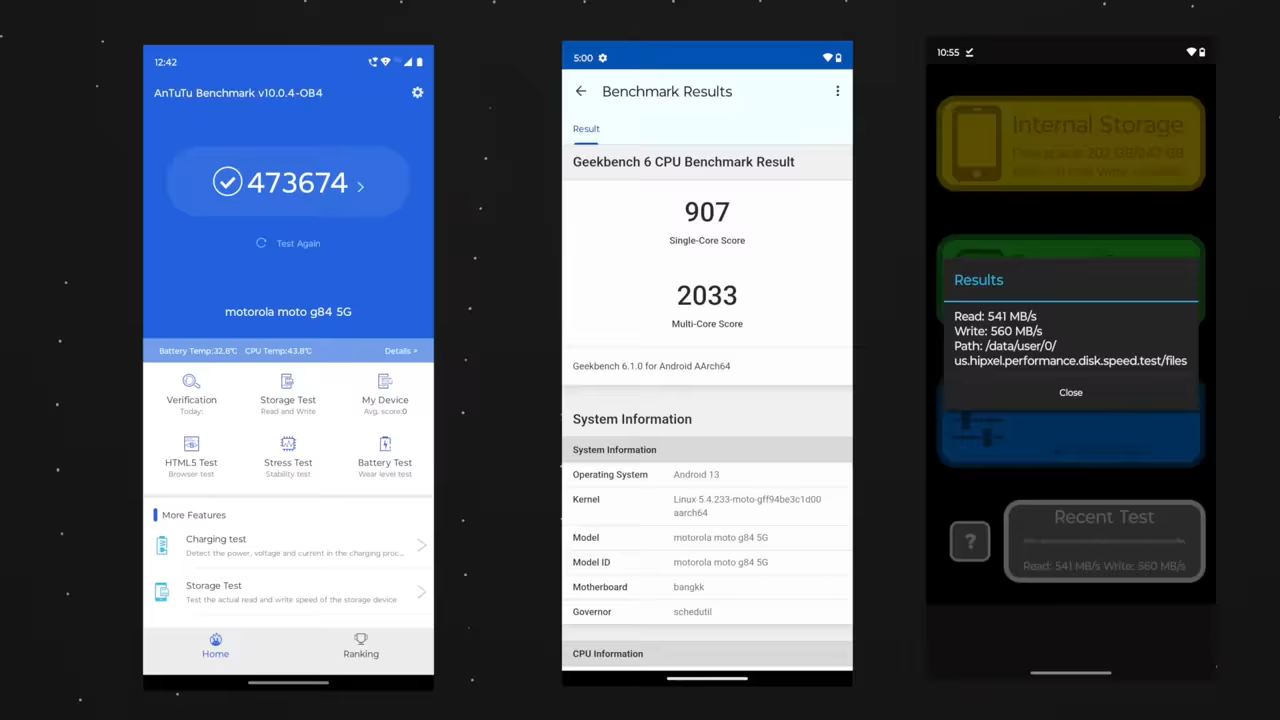 12:42
AnTuTu Benchmark v10.0.4-OB4
473674
Test Again
motorola moto g84 5G
Battery Temp:32.8℃ CPU Temp:43.8℃ Details >
Verification
Today:
Storage Test
Read and Write
My Device
Avg. score:0
HTML5 Test
Browser test
Stress Test
Stability test
Battery Test
Wear level test
More Features
Charging test
Detect the power, voltage and current in the charging proc...
Storage Test
Test the actual read and write speed of the storage device
Home
Ranking
5:00
Benchmark Results
Result
Geekbench 6 CPU Benchmark Result
907
Single-Core Score
2033
Multi-Core Score
Geekbench 6.1.0 for Android AArch64
System Information
System Information
Operating System Android 13
Kernel Linux 5.4.233-moto-gff94be3c1d00
aarch64
Model motorola moto g84 5G
Model ID motorola moto g84 5G
Motherboard bangkk
Governor schedutil
CPU Information
10:55
Internal Storage
Results
Read: 541 MB/s
Write: 560 MB/s
Path: /data/user/0/
us.hipxel.performance.disk.speed.test/files
Close
?
Recent Test
Read: 541 MB/s Write: 560 MB/s